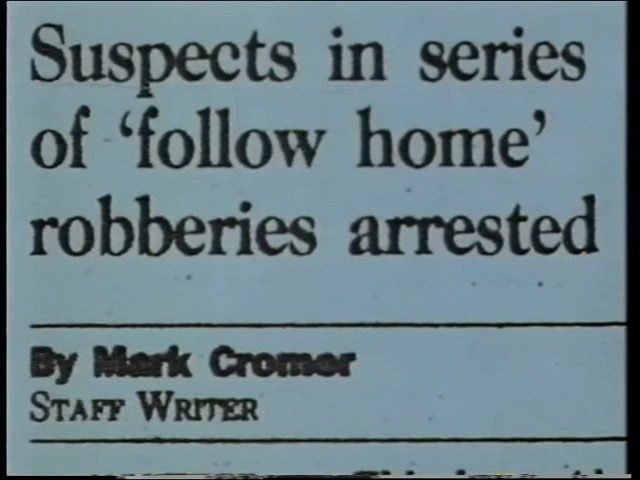 Suspects in series
of ‘follow home’
robberies arrested
By Mark Cromer
STAFF WRITER